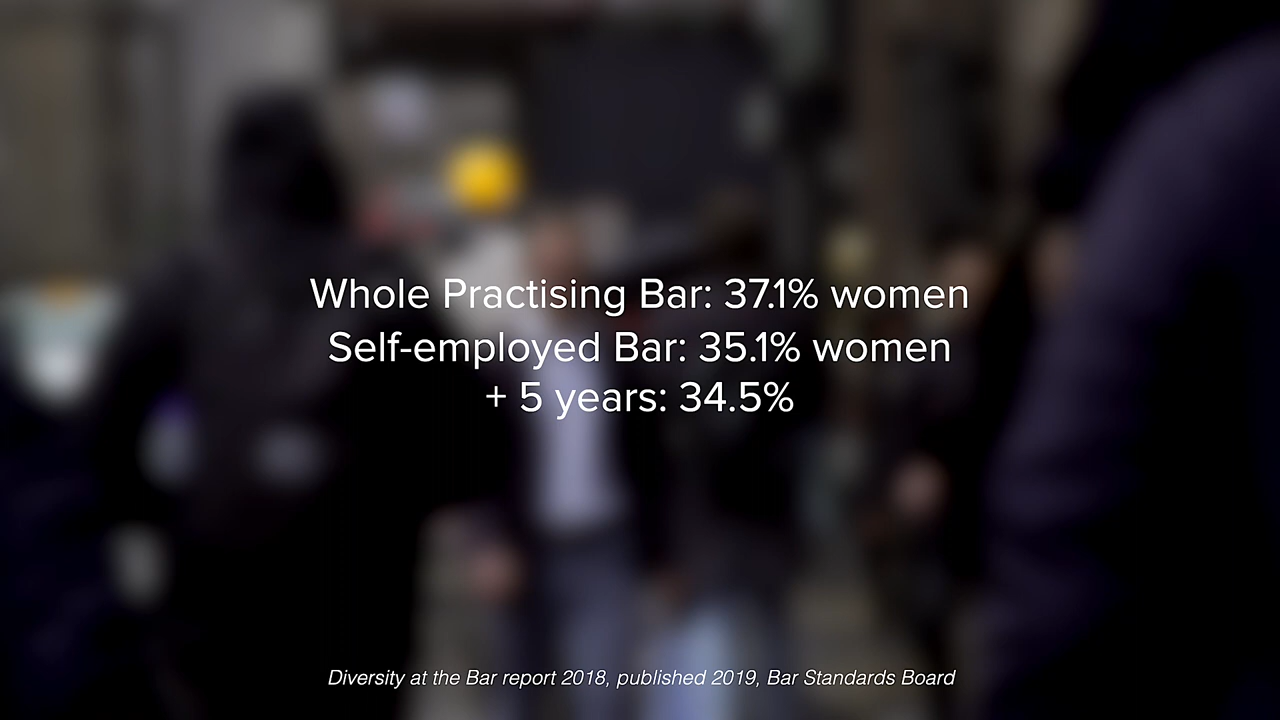 Whole Practising Bar: 37.1% women
Self-employed Bar: 35.1% women
+ 5 years: 34.5%
Diversity at the Bar report 2018, published 2019, Bar Standards Board